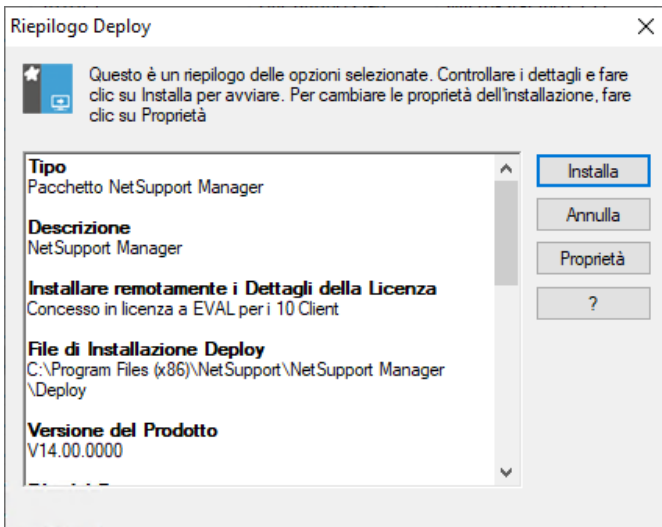 Riepilogo Deploy
Questo è un riepilogo delle opzioni selezionate. Controllare i dettagli e fare
clic su Installa per avviare. Per cambiare le proprietà dell'installazione, fare
clic su Proprietà
Tipo
Pacchetto NetSupport Manager
Descrizione
NetSupport Manager
Installare remotamente i Dettagli della Licenza
Concesso in licenza a EVAL per i 10 Client
File di Installazione Deploy
C:\Program Files (x86)\NetSupport\NetSupport Manager
\Deploy
Versione del Prodotto
V14.00.0000
Installa
Annulla
Proprietà
?